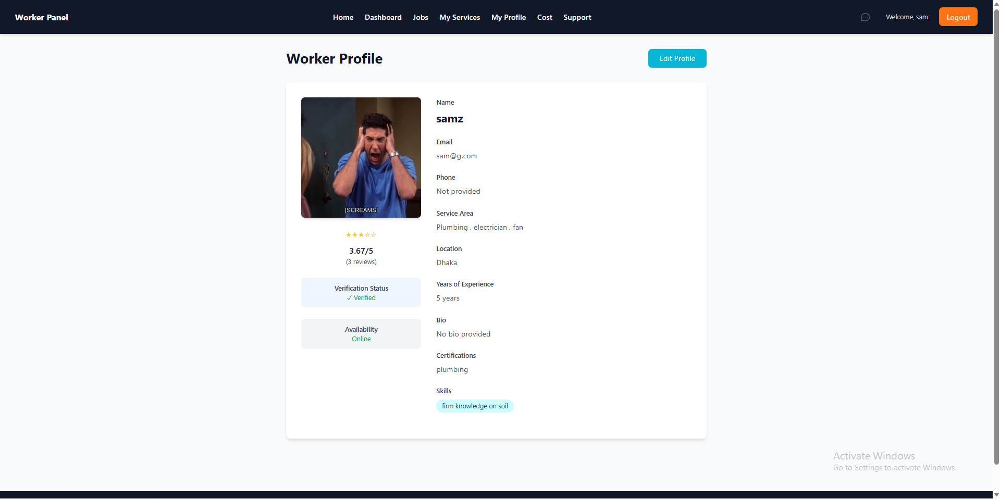 Worker Panel
Home Dashboard Jobs My Services My Profile Cost Support
Welcome, sam
Logout
Worker Profile
Edit Profile
[SCREAMS]
★★★☆☆
3.67/5
(3 reviews)
Verification Status
✓ Verified
Availability
Online
Name
samz
Email
sam@g.com
Phone
Not provided
Service Area
Plumbing , electrician , fan
Location
Dhaka
Years of Experience
5 years
Bio
No bio provided
Certifications
plumbing
Skills
firm knowledge on soil
Activate Windows
Go to Settings to activate Windows.